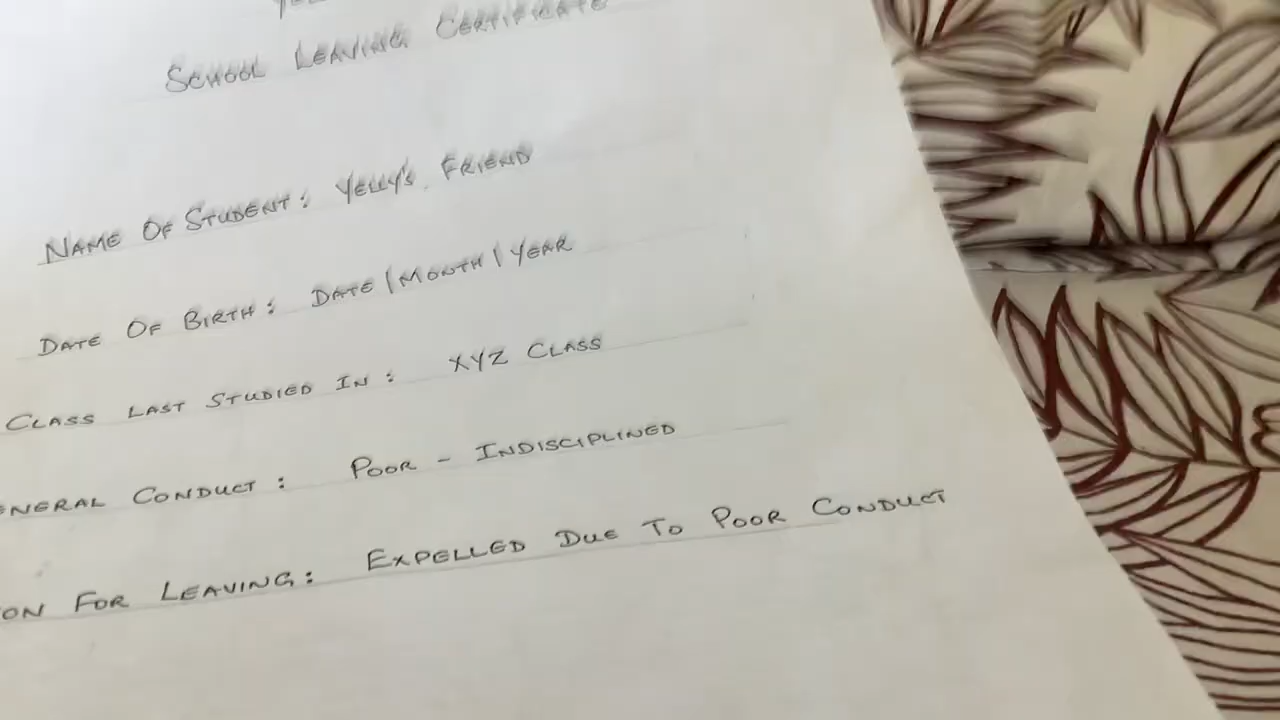 SCHOOL LEAVING CERTIFICATE
NAME OF STUDENT: YELLY'S FRIEND
DATE OF BIRTH: DATE/MONTH/YEAR
CLASS LAST STUDIED IN: XYZ CLASS
ENERAL CONDUCT: POOR - INDISCIPLINED
ON FOR LEAVING: EXPELLED DUE TO POOR CONDUCT